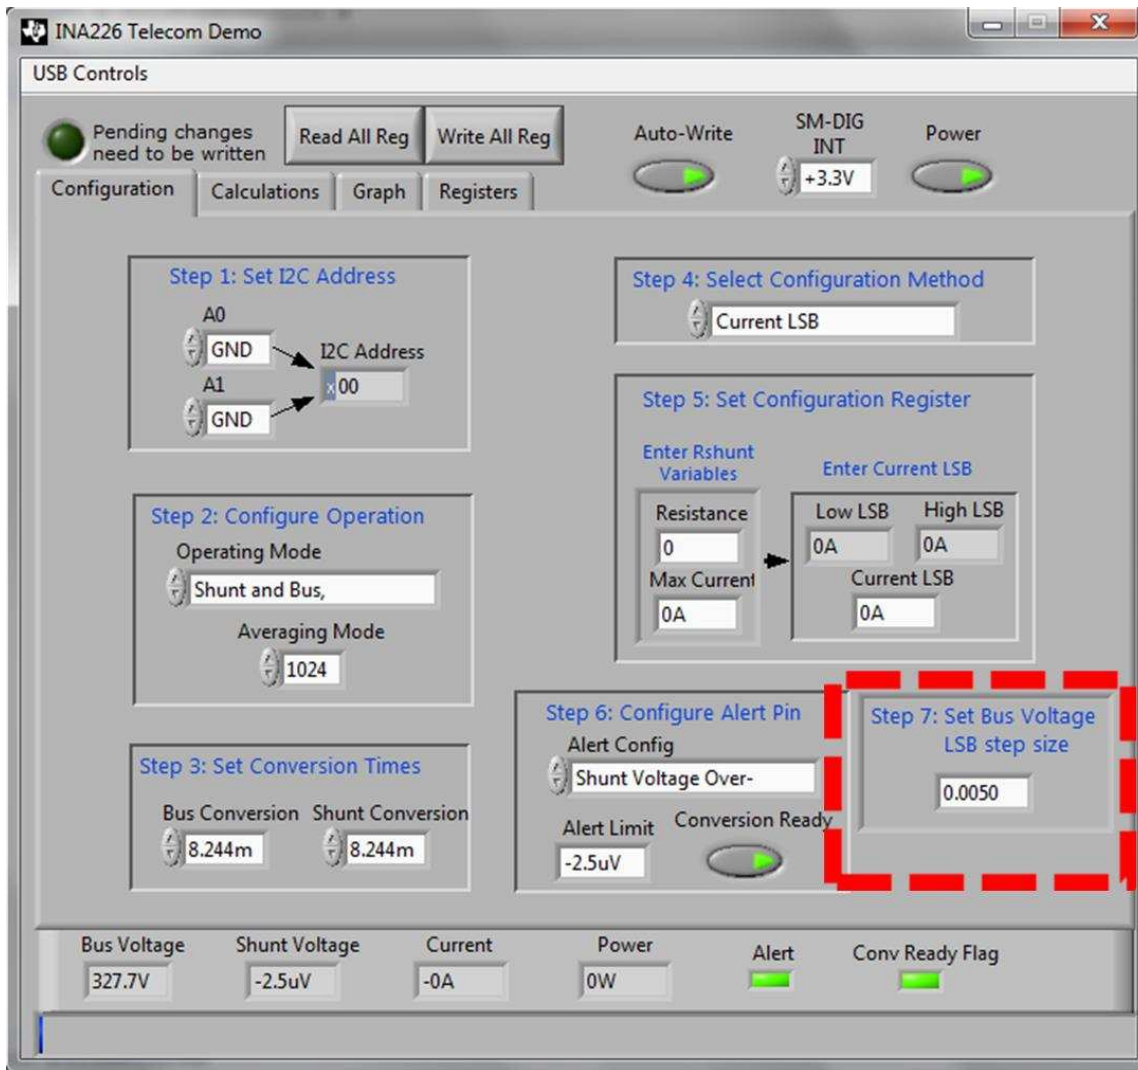 INA226 Telecom Demo
USB Controls
Pending changes
need to be written
Read All Reg
Write All Reg
Auto-Write
SM-DIG
INT
+3.3V
Power
Configuration
Calculations
Graph
Registers
Step 1: Set I2C Address
A0
GND
I2C Address
x 00
A1
GND
Step 2: Configure Operation
Operating Mode
Shunt and Bus,
Averaging Mode
1024
Step 3: Set Conversion Times
Bus Conversion
Shunt Conversion
8.244m
8.244m
Step 4: Select Configuration Method
Current LSB
Step 5: Set Configuration Register
Enter Rshunt
Variables
Resistance
0
Max Current
0A
Enter Current LSB
Low LSB
High LSB
0A
0A
Current LSB
0A
Step 6: Configure Alert Pin
Alert Config
Shunt Voltage Over-
Alert Limit
-2.5uV
Conversion Ready
Step 7: Set Bus Voltage
LSB step size
0.0050
Bus Voltage
327.7V
Shunt Voltage
-2.5uV
Current
-0A
Power
0W
Alert
Conv Ready Flag